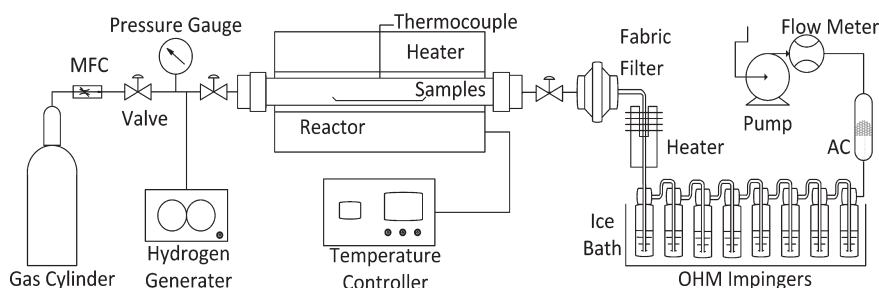 Pressure Gauge
MFC
Valve
Gas Cylinder
Hydrogen
Generater
Thermocouple
Heater
Samples
Reactor
Temperature
Controller
Fabric
Filter
Heater
Ice
Bath
OHM Impingers
Pump
Flow Meter
AC